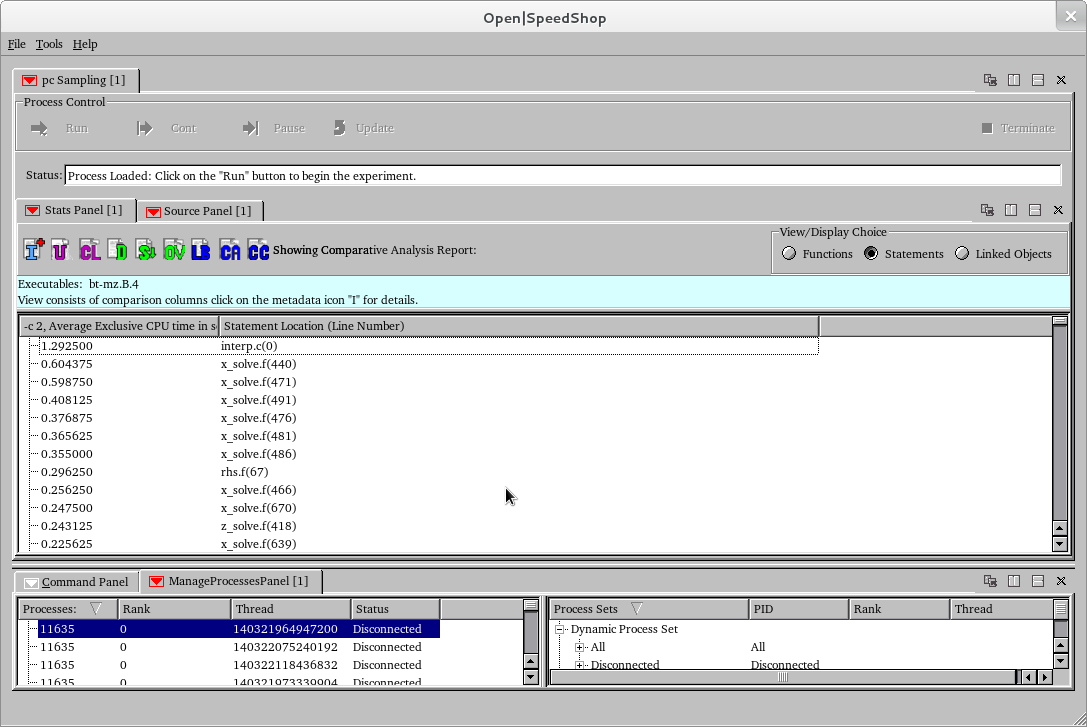 Open|SpeedShop
File Tools Help
pc Sampling [1]
Process Control
Run Cont Pause Update Terminate
Status: Process Loaded: Click on the "Run" button to begin the experiment.
Stats Panel [1] Source Panel [1]
I U CL D S OV LB CA CC Showing Comparative Analysis Report:
View/Display Choice
Functions Statements Linked Objects
Executables: bt-mz.B.4
View consists of comparison columns click on the metadata icon "I" for details.
-c 2, Average Exclusive CPU time in s Statement Location (Line Number)
1.292500 interp.c(0)
0.604375 x_solve.f(440)
0.598750 x_solve.f(471)
0.408125 x_solve.f(491)
0.376875 x_solve.f(476)
0.365625 x_solve.f(481)
0.355000 x_solve.f(486)
0.296250 rhs.f(67)
0.256250 x_solve.f(466)
0.247500 x_solve.f(670)
0.243125 z_solve.f(418)
0.225625 x_solve.f(639)
Command Panel ManageProcessesPanel [1]
Processes: Rank Thread Status
11635 0 140321964947200 Disconnected
11635 0 140322075240192 Disconnected
11635 0 140322118436832 Disconnected
11635 0 140321973339904 Disconnected
Process Sets PID Rank Thread
Dynamic Process Set
All All
Disconnected Disconnected